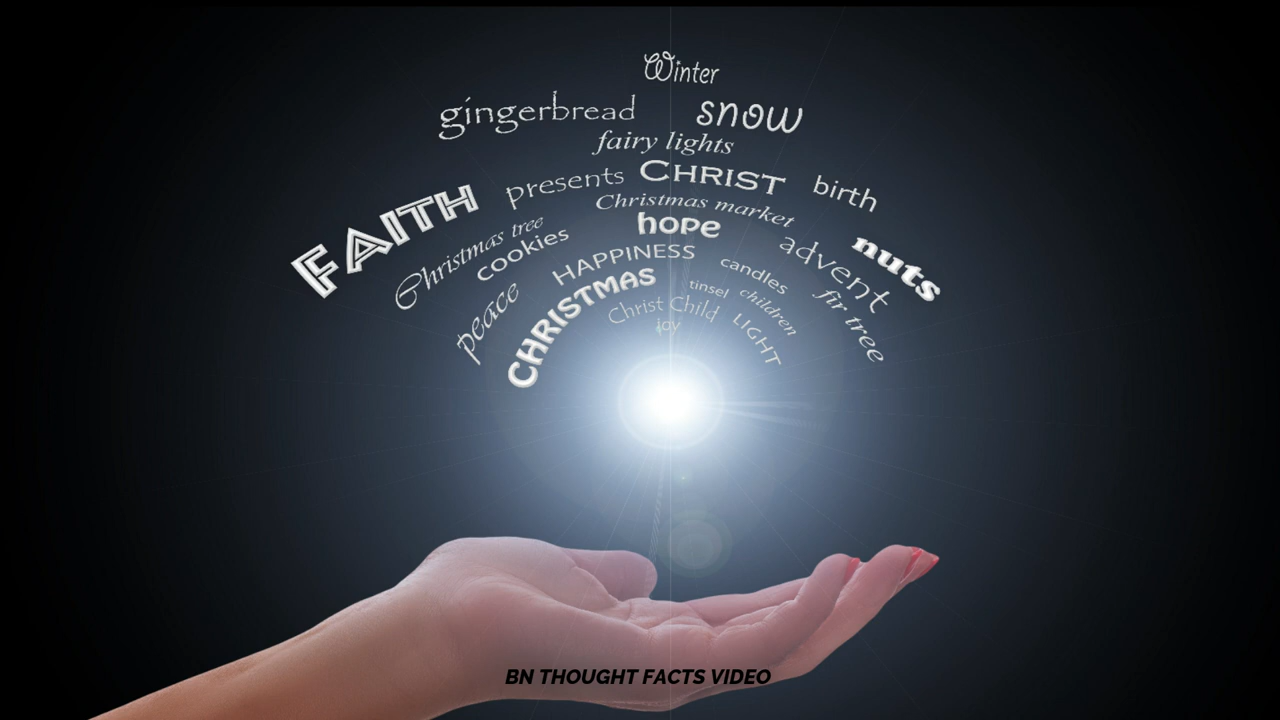 Winter
gingerbread snow
fairy lights
FAITH presents CHRIST birth
Christmas tree Christmas market
cookies hope advent nuts
HAPPINESS candles
peace CHRISTMAS tinsel children fir tree
Christ Child LIGHT
joy
BN THOUGHT FACTS VIDEO